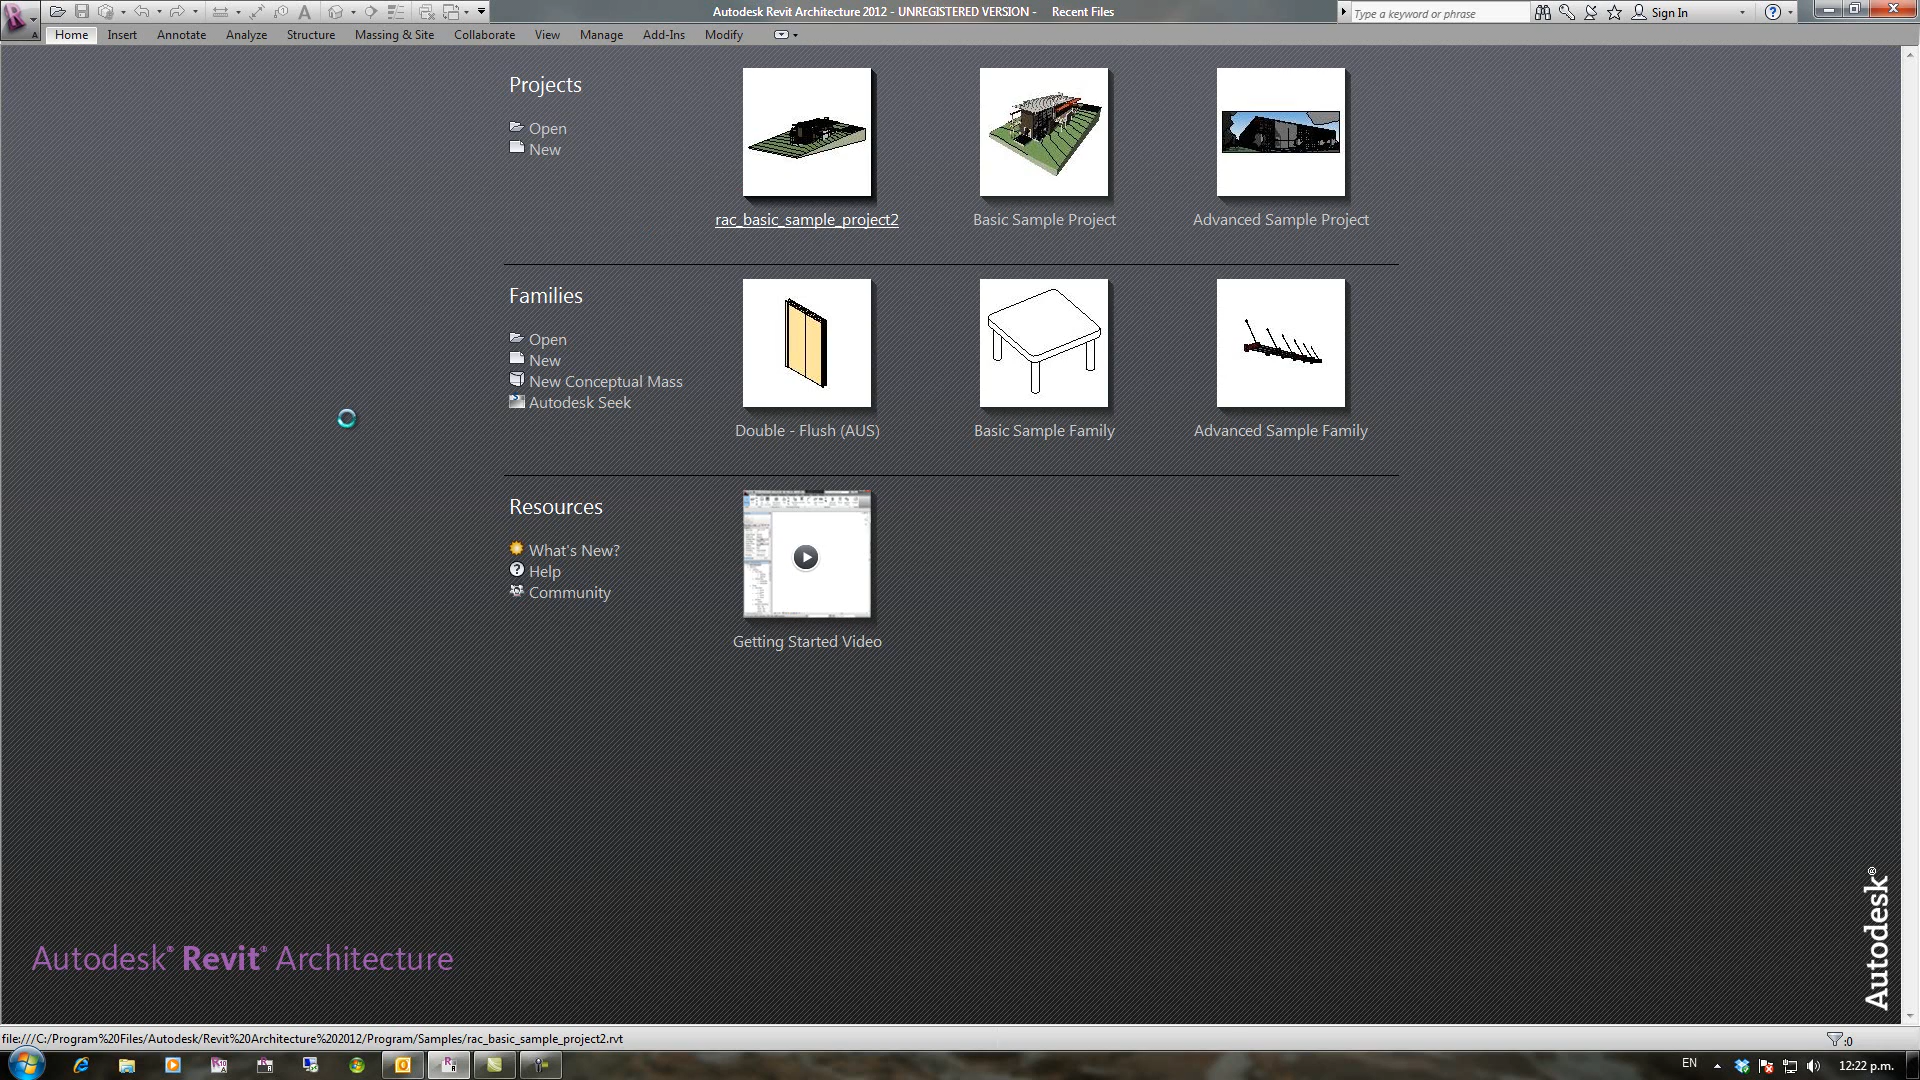 Autodesk Revit Architecture 2012 - UNREGISTERED VERSION - Recent Files
Type a keyword or phrase
Sign In
Home Insert Annotate Analyze Structure Massing & Site Collaborate View Manage Add-Ins Modify
Projects
Open
New
rac_basic_sample_project2
Basic Sample Project
Advanced Sample Project
Families
Open
New
New Conceptual Mass
Autodesk Seek
Double - Flush (AUS)
Basic Sample Family
Advanced Sample Family
Resources
What's New?
Help
Community
Getting Started Video
Autodesk® Revit® Architecture
Autodesk®
file:///C:/Program%20Files/Autodesk/Revit%20Architecture%202012/Program/Samples/rac_basic_sample_project2.rvt
:0
EN
12:22 p.m.